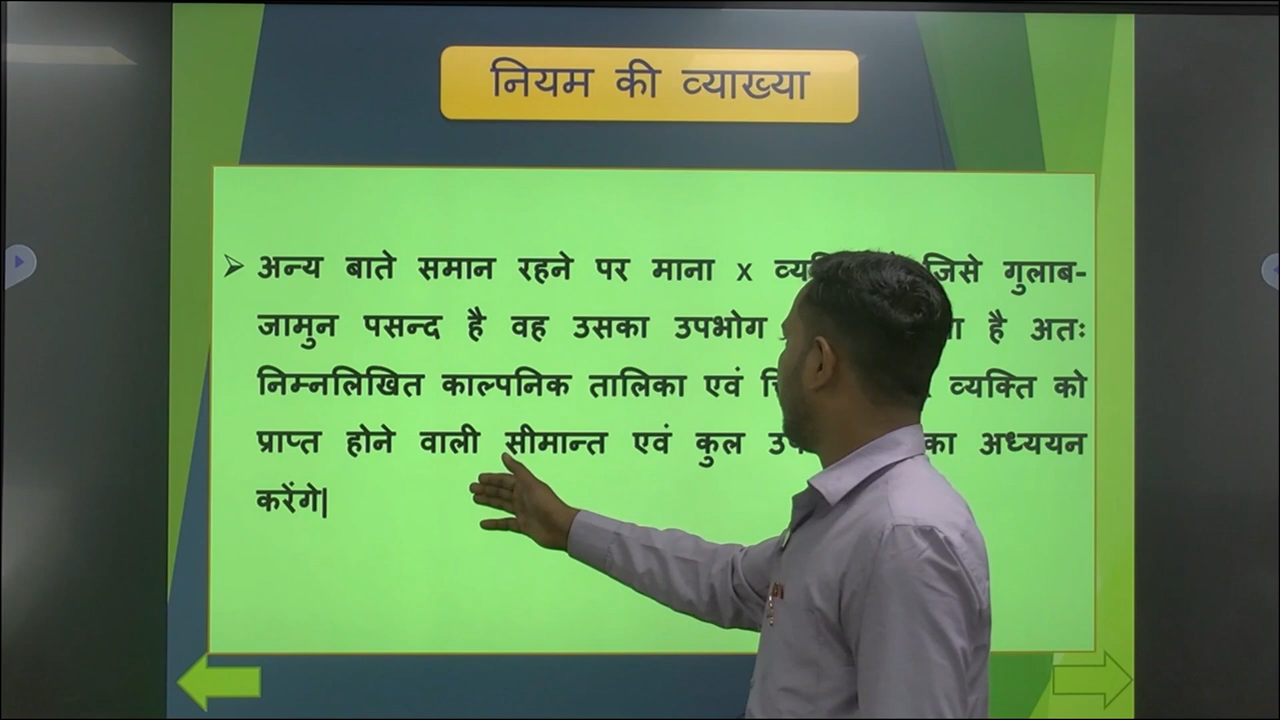 नियम की व्याख्या
अन्य बाते समान रहने पर माना x जिसे गुलाब-
जामुन पसन्द है वह उसका उपभोग है अतः
निम्नलिखित काल्पनिक तालिका एवं व्यक्ति को
प्राप्त होने वाली सीमान्त एवं कुल का अध्ययन
करेंगे|